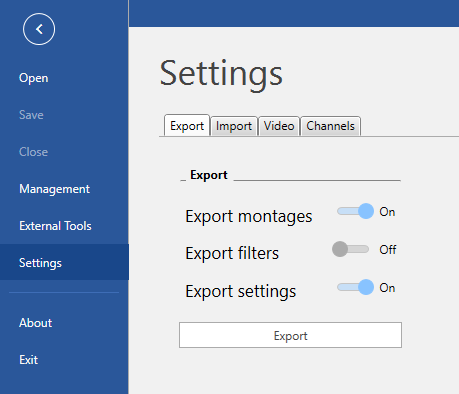 Open
Save
Close
Management
External Tools
Settings
About
Exit
Settings
Export Import Video Channels
Export
Export montages On
Export filters Off
Export settings On
Export